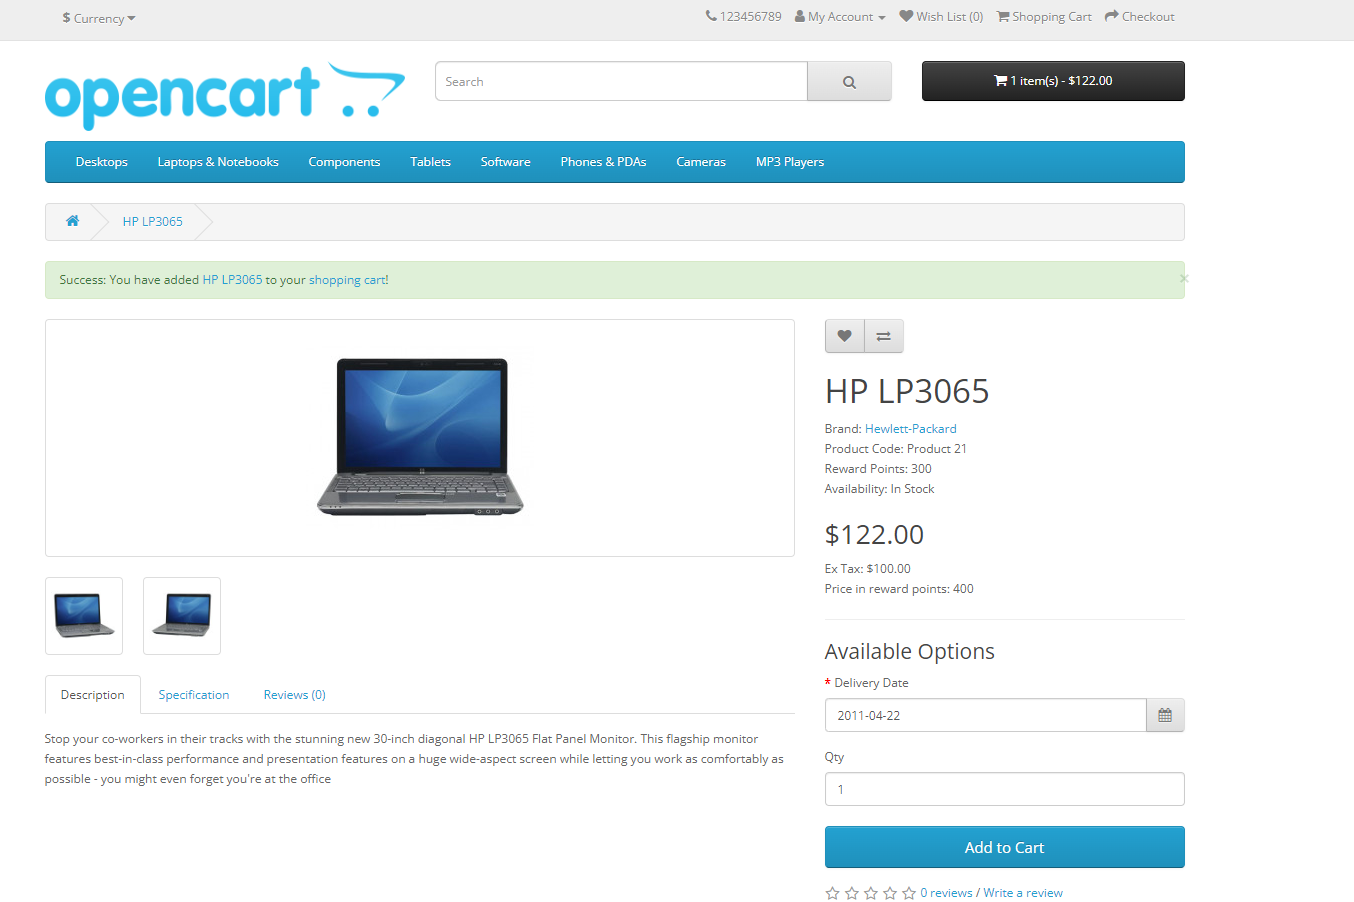 $ Currency
123456789 My Account Wish List (0) Shopping Cart Checkout
opencart
Search
1 item(s) - $122.00
Desktops Laptops & Notebooks Components Tablets Software Phones & PDAs Cameras MP3 Players
HP LP3065
Success: You have added HP LP3065 to your shopping cart!
×
HP LP3065
Brand: Hewlett-Packard
Product Code: Product 21
Reward Points: 300
Availability: In Stock
$122.00
Ex Tax: $100.00
Price in reward points: 400
Available Options
* Delivery Date
2011-04-22
Qty
1
Add to Cart
0 reviews / Write a review
Description Specification Reviews (0)
Stop your co-workers in their tracks with the stunning new 30-inch diagonal HP LP3065 Flat Panel Monitor. This flagship monitor
features best-in-class performance and presentation features on a huge wide-aspect screen while letting you work as comfortably as
possible - you might even forget you're at the office